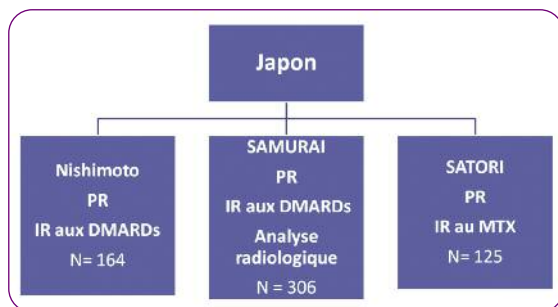 Japon
Nishimoto
PR
IR aux DMARDs
N= 164
SAMURAI
PR
IR aux DMARDs
Analyse
radiologique
N = 306
SATORI
PR
IR au MTX
N= 125